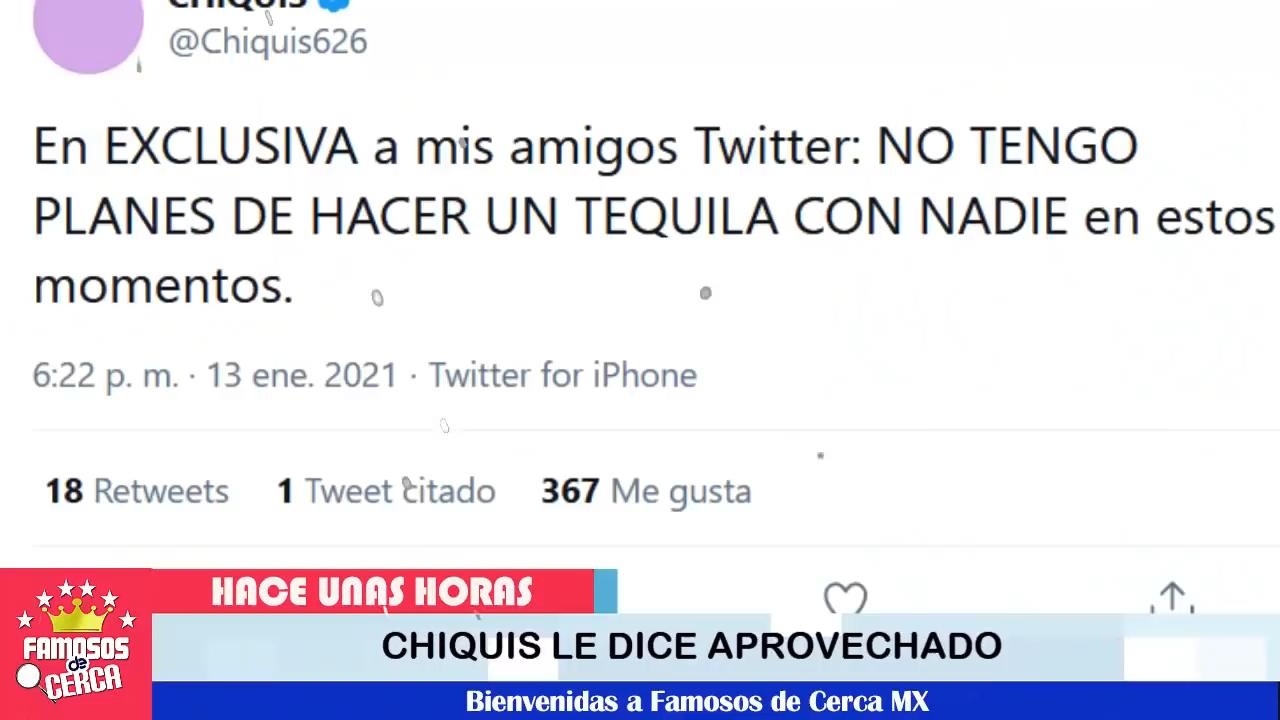 CHIQUIS
@Chiquis626
En EXCLUSIVA a mis amigos Twitter: NO TENGO
PLANES DE HACER UN TEQUILA CON NADIE en estos
momentos.
6:22 p. m. · 13 ene. 2021 · Twitter for iPhone
18 Retweets 1 Tweet citado 367 Me gusta
HACE UNAS HORAS
FAMOSOS
de
CERCA
CHIQUIS LE DICE APROVECHADO
Bienvenidas a Famosos de Cerca MX